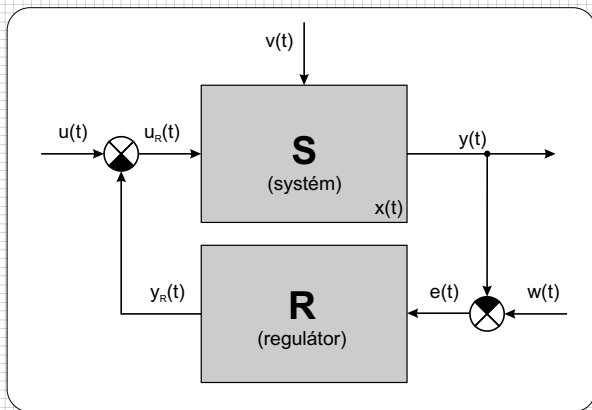 v(t)
u(t)
u_R(t)
S
(systém)
y(t)
x(t)
y_R(t)
R
(regulátor)
e(t)
w(t)